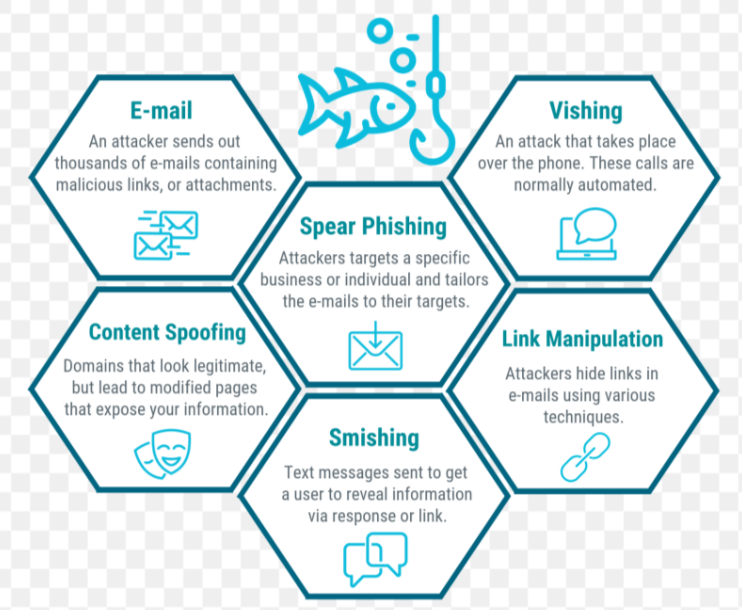 E-mail
An attacker sends out
thousands of e-mails containing
malicious links, or attachments.
Vishing
An attack that takes place
over the phone. These calls are
normally automated.
Spear Phishing
Attackers targets a specific
business or individual and tailors
the e-mails to their targets.
Content Spoofing
Domains that look legitimate,
but lead to modified pages
that expose your information.
Link Manipulation
Attackers hide links in
e-mails using various
techniques.
Smishing
Text messages sent to get
a user to reveal information
via response or link.